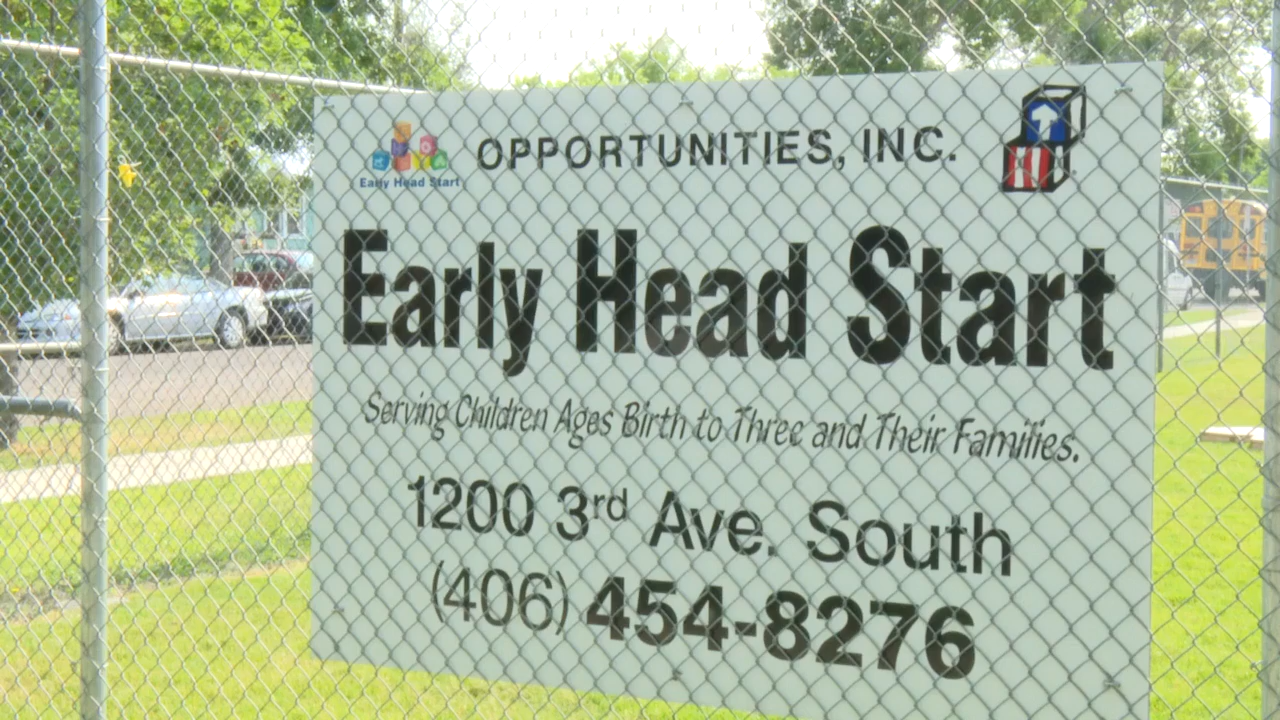 OPPORTUNITIES, INC.
Early Head Start
Early Head Start
Serving Children Ages Birth to Three and Their Families.
1200 3rd Ave. South
(406) 454-8276